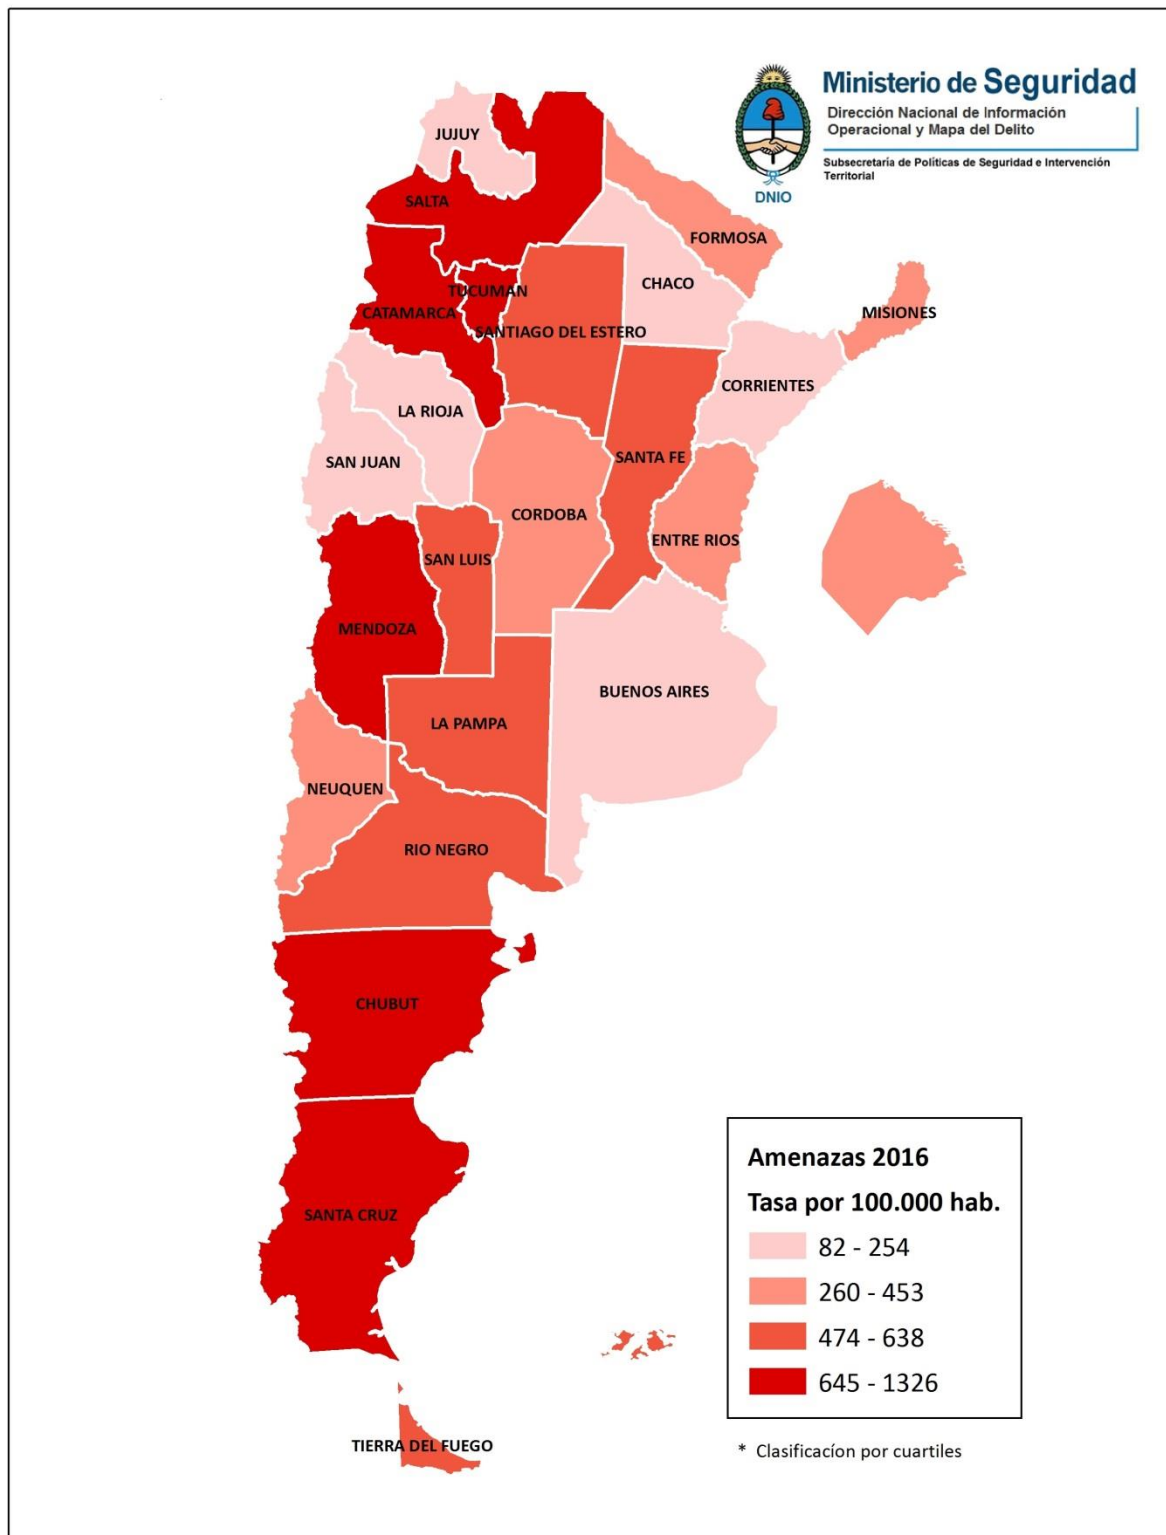 Ministerio de Seguridad
Dirección Nacional de Información
Operacional y Mapa del Delito
Subsecretaría de Políticas de Seguridad e Intervención
Territorial
DNIO
JUJUY
SALTA
FORMOSA
CHACO
TUCUMAN
CATAMARCA
SANTIAGO DEL ESTERO
MISIONES
CORRIENTES
LA RIOJA
SAN JUAN
SANTA FE
CORDOBA
ENTRE RIOS
SAN LUIS
MENDOZA
BUENOS AIRES
LA PAMPA
NEUQUEN
RIO NEGRO
CHUBUT
SANTA CRUZ
TIERRA DEL FUEGO
Amenazas 2016
Tasa por 100.000 hab.
82 - 254
260 - 453
474 - 638
645 - 1326
* Clasificacíon por cuartiles